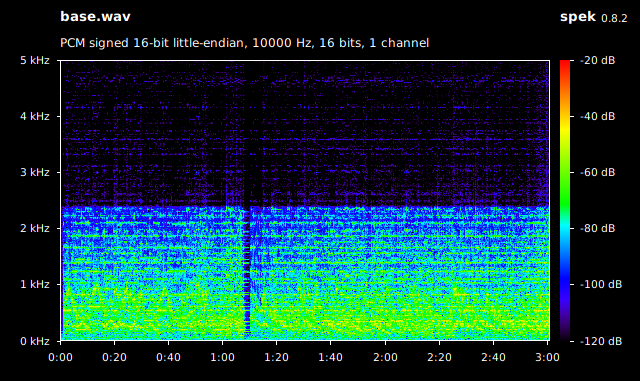 base.wav
spek 0.8.2
PCM signed 16-bit little-endian, 10000 Hz, 16 bits, 1 channel
5 kHz
4 kHz
3 kHz
2 kHz
1 kHz
0 kHz
-20 dB
-40 dB
-60 dB
-80 dB
-100 dB
-120 dB
0:00 0:20 0:40 1:00 1:20 1:40 2:00 2:20 2:40 3:00